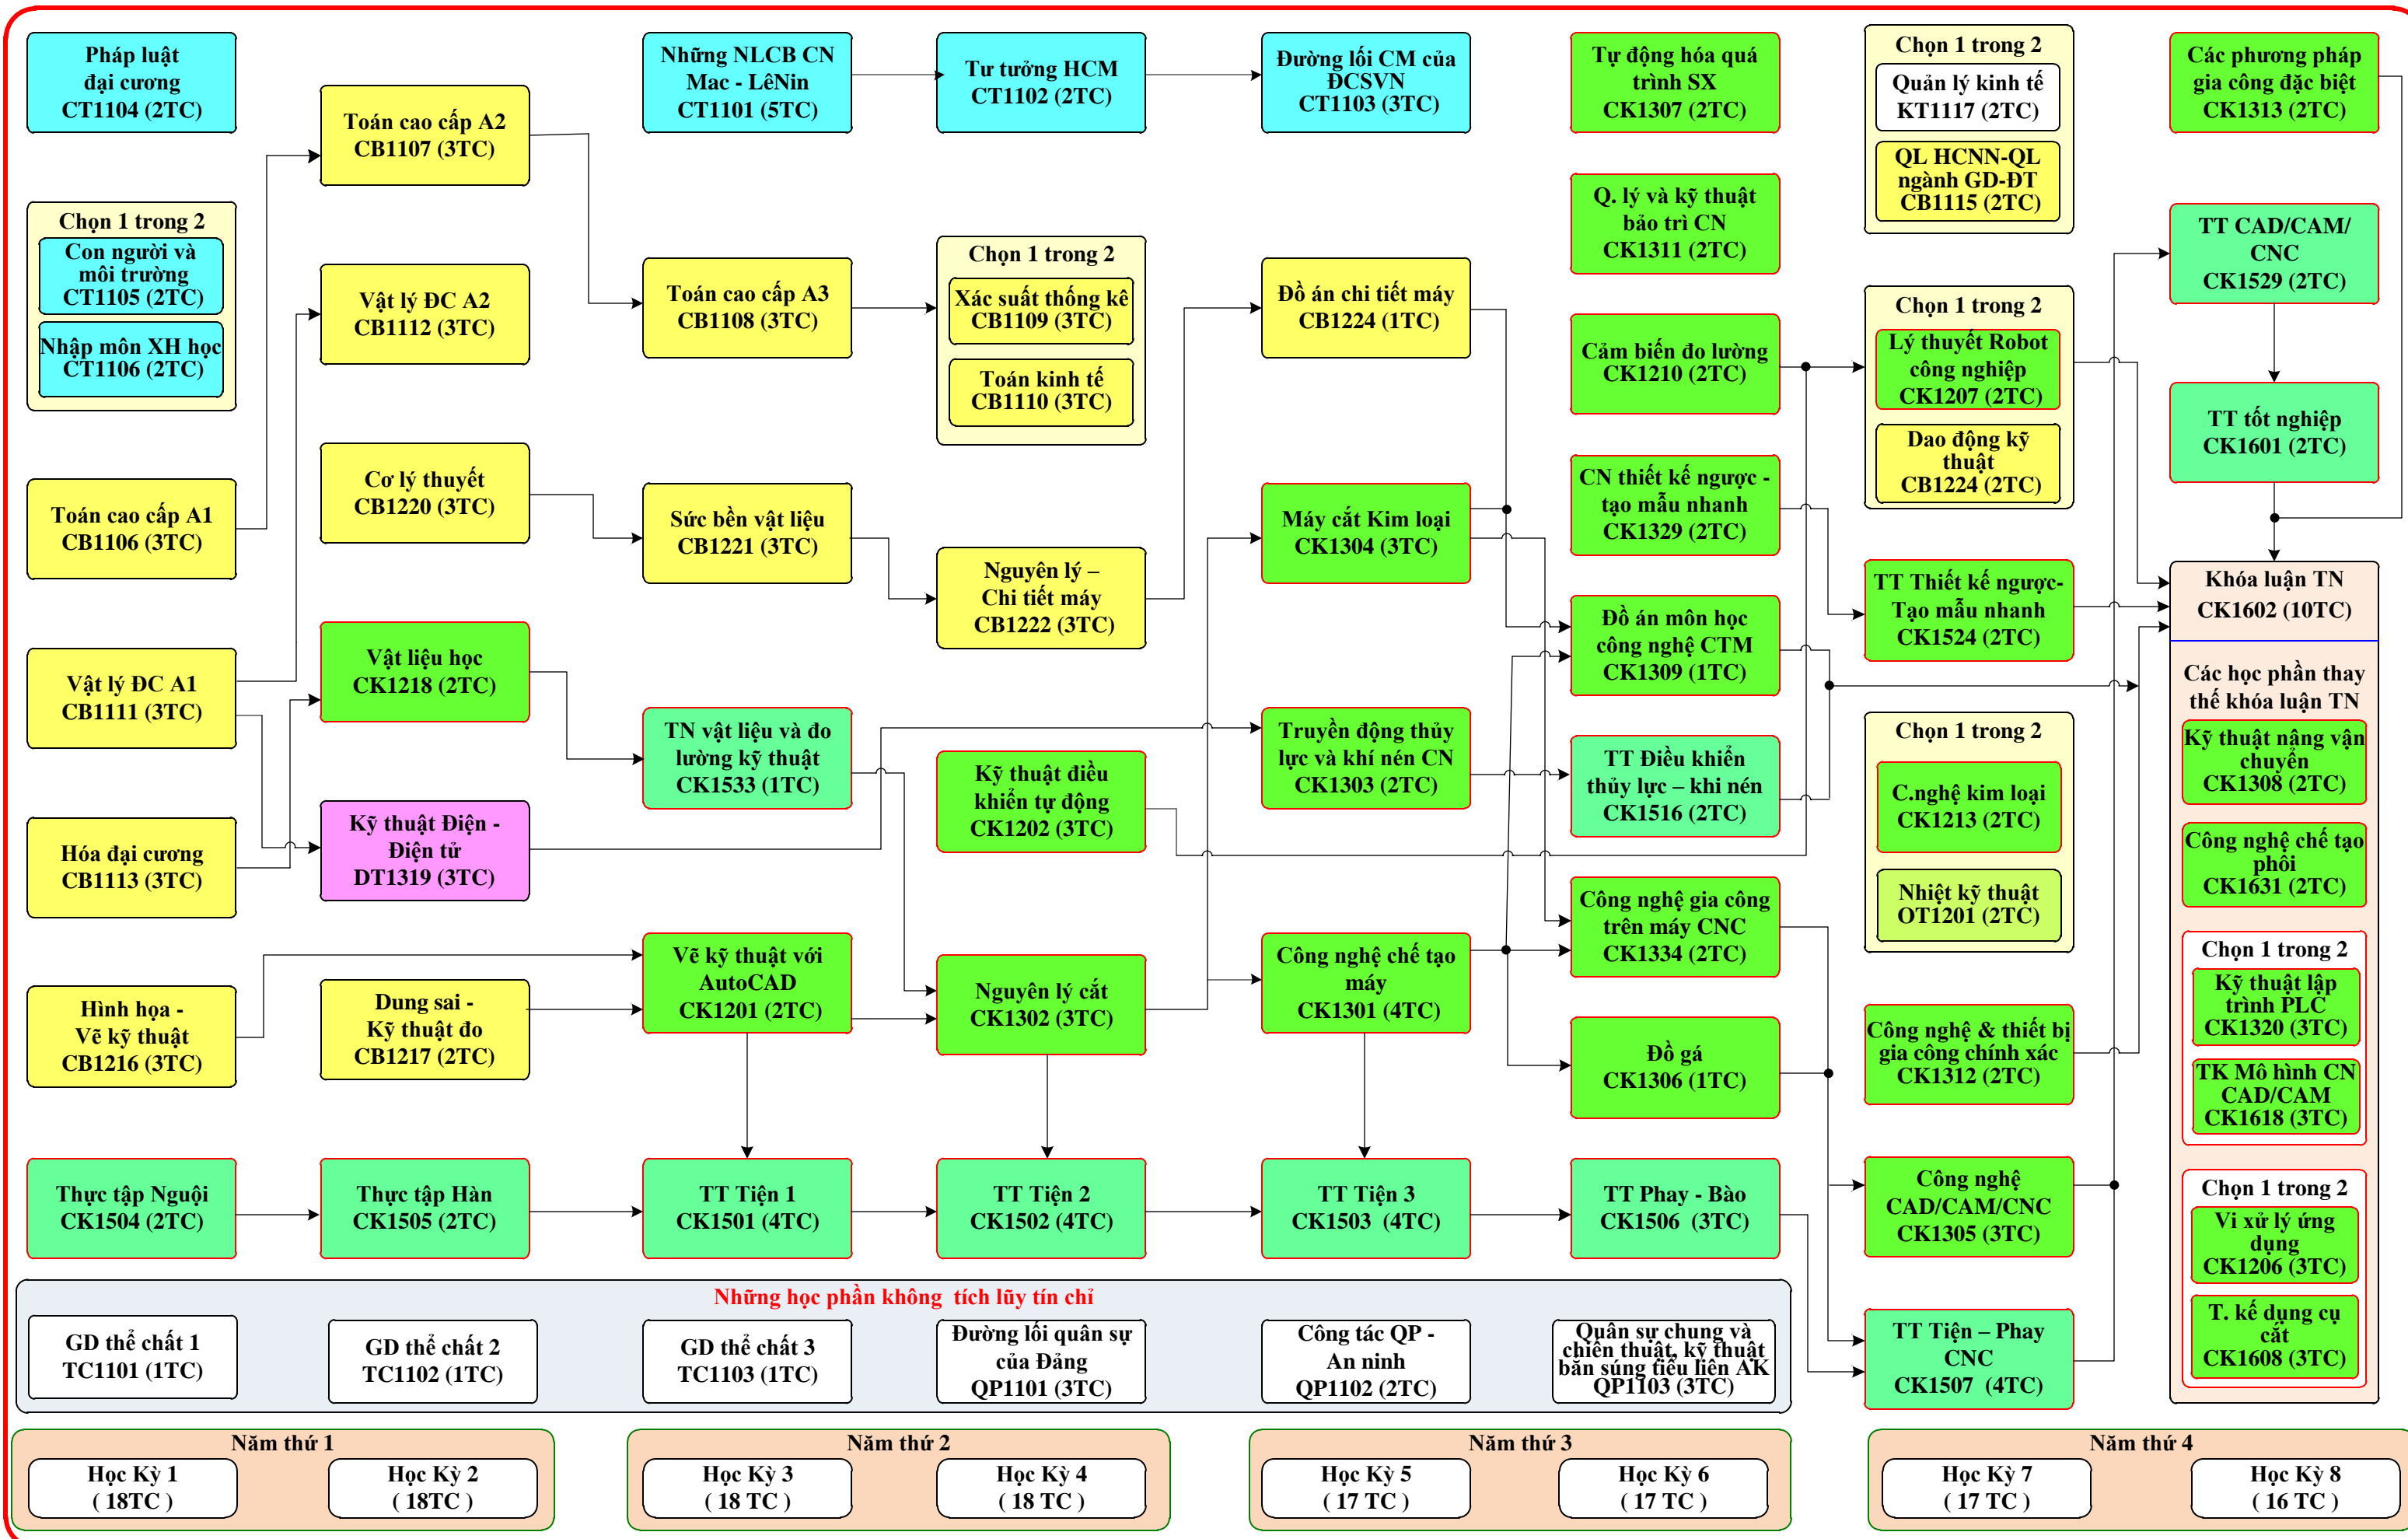 Pháp luật
đại cương
CT1104 (2TC)
Chọn 1 trong 2
Con người và
môi trường
CT1105 (2TC)
Nhập môn XH học
CT1106 (2TC)
Toán cao cấp A1
CB1106 (3TC)
Vật lý ĐC A1
CB1111 (3TC)
Hóa đại cương
CB1113 (3TC)
Hình họa -
Vẽ kỹ thuật
CB1216 (3TC)
Thực tập Nguội
CK1504 (2TC)
Toán cao cấp A2
CB1107 (3TC)
Vật lý ĐC A2
CB1112 (3TC)
Cơ lý thuyết
CB1220 (3TC)
Vật liệu học
CK1218 (2TC)
Kỹ thuật Điện -
Điện tử
DT1319 (3TC)
Dung sai -
Kỹ thuật đo
CB1217 (2TC)
Thực tập Hàn
CK1505 (2TC)
Những NLCB CN
Mac - LêNin
CT1101 (5TC)
Toán cao cấp A3
CB1108 (3TC)
Sức bền vật liệu
CB1221 (3TC)
TN vật liệu và đo
lường kỹ thuật
CK1533 (1TC)
Vẽ kỹ thuật với
AutoCAD
CK1201 (2TC)
TT Tiện 1
CK1501 (4TC)
Tư tưởng HCM
CT1102 (2TC)
Chọn 1 trong 2
Xác suất thống kê
CB1109 (3TC)
Toán kinh tế
CB1110 (3TC)
Nguyên lý –
Chi tiết máy
CB1222 (3TC)
Kỹ thuật điều
khiển tự động
CK1202 (3TC)
Nguyên lý cắt
CK1302 (3TC)
TT Tiện 2
CK1502 (4TC)
Đường lối CM của
ĐCSVN
CT1103 (3TC)
Đồ án chi tiết máy
CB1224 (1TC)
Máy cắt Kim loại
CK1304 (3TC)
Truyền động thủy
lực và khí nén CN
CK1303 (2TC)
Công nghệ chế tạo
máy
CK1301 (4TC)
TT Tiện 3
CK1503 (4TC)
Tự động hóa quá
trình SX
CK1307 (2TC)
Q. lý và kỹ thuật
bảo trì CN
CK1311 (2TC)
Cảm biến đo lường
CK1210 (2TC)
CN thiết kế ngược -
tạo mẫu nhanh
CK1329 (2TC)
Đồ án môn học
công nghệ CTM
CK1309 (1TC)
TT Điều khiển
thủy lực – khi nén
CK1516 (2TC)
Công nghệ gia công
trên máy CNC
CK1334 (2TC)
Đồ gá
CK1306 (1TC)
TT Phay - Bào
CK1506 (3TC)
Chọn 1 trong 2
Quản lý kinh tế
KT1117 (2TC)
QL HCNN-QL
ngành GD-ĐT
CB1115 (2TC)
Chọn 1 trong 2
Lý thuyết Robot
công nghiệp
CK1207 (2TC)
Dao động kỹ
thuật
CB1224 (2TC)
TT Thiết kế ngược-
Tạo mẫu nhanh
CK1524 (2TC)
Chọn 1 trong 2
C.nghệ kim loại
CK1213 (2TC)
Nhiệt kỹ thuật
OT1201 (2TC)
Công nghệ & thiết bị
gia công chính xác
CK1312 (2TC)
Công nghệ
CAD/CAM/CNC
CK1305 (3TC)
TT Tiện – Phay
CNC
CK1507 (4TC)
Các phương pháp
gia công đặc biệt
CK1313 (2TC)
TT CAD/CAM/
CNC
CK1529 (2TC)
TT tốt nghiệp
CK1601 (2TC)
Khóa luận TN
CK1602 (10TC)
Các học phần thay
thế khóa luận TN
Kỹ thuật nâng vận
chuyển
CK1308 (2TC)
Công nghệ chế tạo
phôi
CK1631 (2TC)
Chọn 1 trong 2
Kỹ thuật lập
trình PLC
CK1320 (3TC)
TK Mô hình CN
CAD/CAM
CK1618 (3TC)
Chọn 1 trong 2
Vi xử lý ứng
dụng
CK1206 (3TC)
T. kế dụng cụ
cắt
CK1608 (3TC)
Những học phần không tích lũy tín chỉ
GD thể chất 1
TC1101 (1TC)
GD thể chất 2
TC1102 (1TC)
GD thể chất 3
TC1103 (1TC)
Đường lối quân sự
của Đảng
QP1101 (3TC)
Công tác QP -
An ninh
QP1102 (2TC)
Quân sự chung và
chiến thuật, kỹ thuật
bắn súng tiểu liên AK
QP1103 (3TC)
Năm thứ 1
Học Kỳ 1
( 18TC )
Học Kỳ 2
( 18TC )
Năm thứ 2
Học Kỳ 3
( 18 TC )
Học Kỳ 4
( 18 TC )
Năm thứ 3
Học Kỳ 5
( 17 TC )
Học Kỳ 6
( 17 TC )
Năm thứ 4
Học Kỳ 7
( 17 TC )
Học Kỳ 8
( 16 TC )